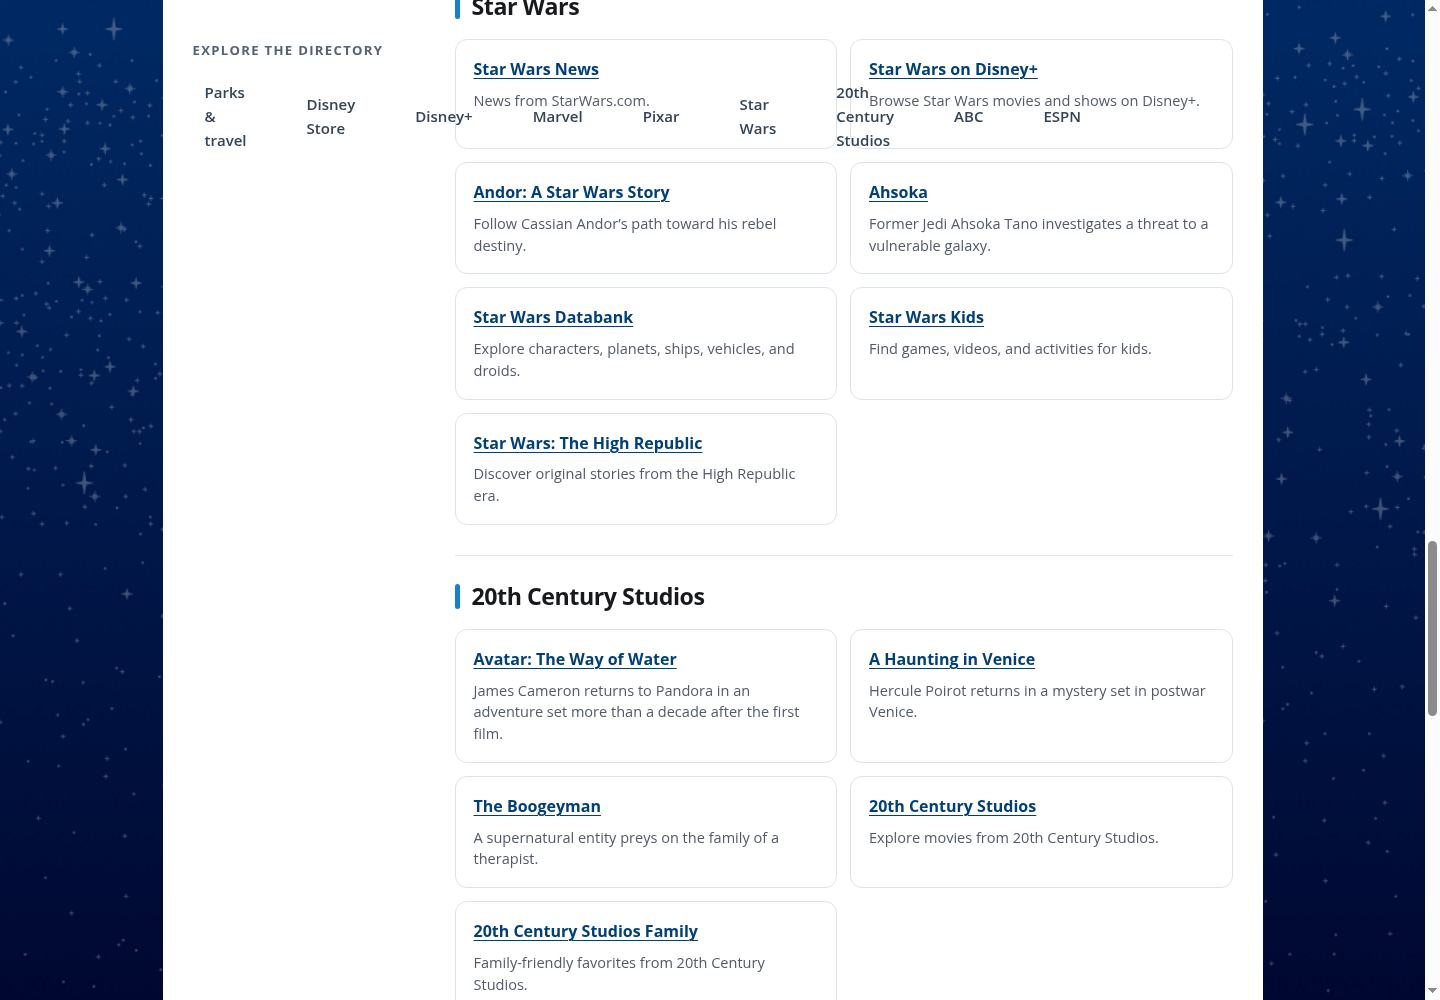 Star Wars
EXPLORE THE DIRECTORY
Parks
&
travel
Disney
Store
Disney+
Marvel
Pixar
Star
Wars
20th
Century
Studios
ABC
ESPN
Star Wars News
News from StarWars.com.
Star Wars on Disney+
Browse Star Wars movies and shows on Disney+.
Andor: A Star Wars Story
Follow Cassian Andor’s path toward his rebel
destiny.
Ahsoka
Former Jedi Ahsoka Tano investigates a threat to a
vulnerable galaxy.
Star Wars Databank
Explore characters, planets, ships, vehicles, and
droids.
Star Wars Kids
Find games, videos, and activities for kids.
Star Wars: The High Republic
Discover original stories from the High Republic
era.
20th Century Studios
Avatar: The Way of Water
James Cameron returns to Pandora in an
adventure set more than a decade after the first
film.
A Haunting in Venice
Hercule Poirot returns in a mystery set in postwar
Venice.
The Boogeyman
A supernatural entity preys on the family of a
therapist.
20th Century Studios
Explore movies from 20th Century Studios.
20th Century Studios Family
Family-friendly favorites from 20th Century
Studios.